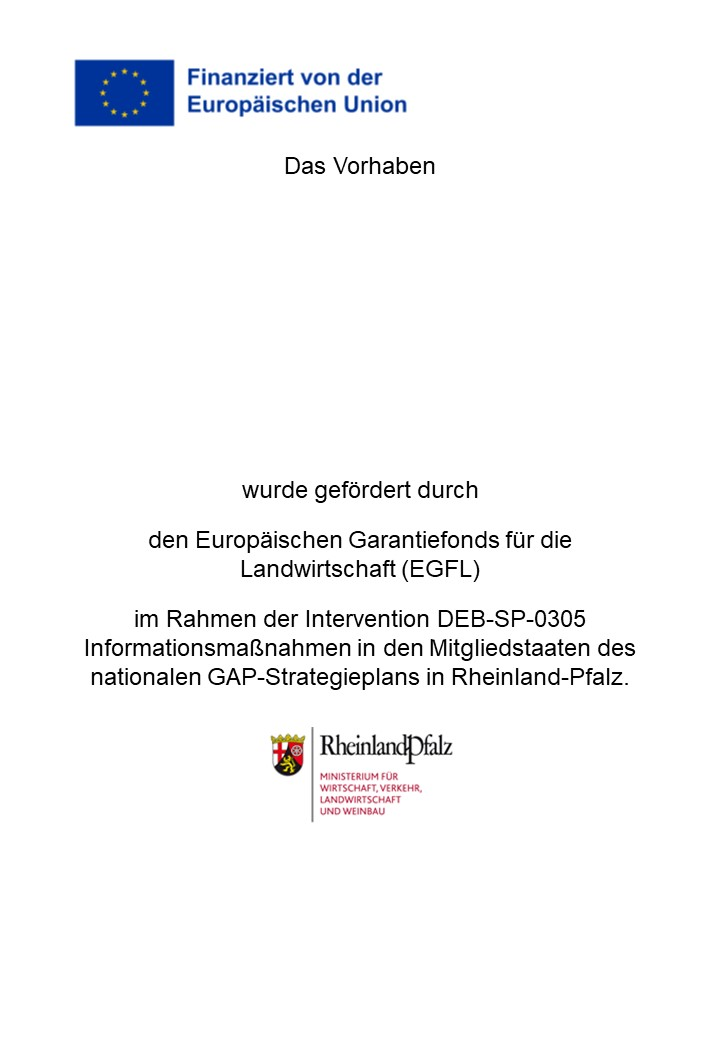 Finanziert von der
Europäischen Union
Das Vorhaben
wurde gefördert durch
den Europäischen Garantiefonds für die
Landwirtschaft (EGFL)
im Rahmen der Intervention DEB-SP-0305
Informationsmaßnahmen in den Mitgliedstaaten des
nationalen GAP-Strategieplans in Rheinland-Pfalz.
RheinlandPfalz
MINISTERIUM FÜR
WIRTSCHAFT, VERKEHR,
LANDWIRTSCHAFT
UND WEINBAU